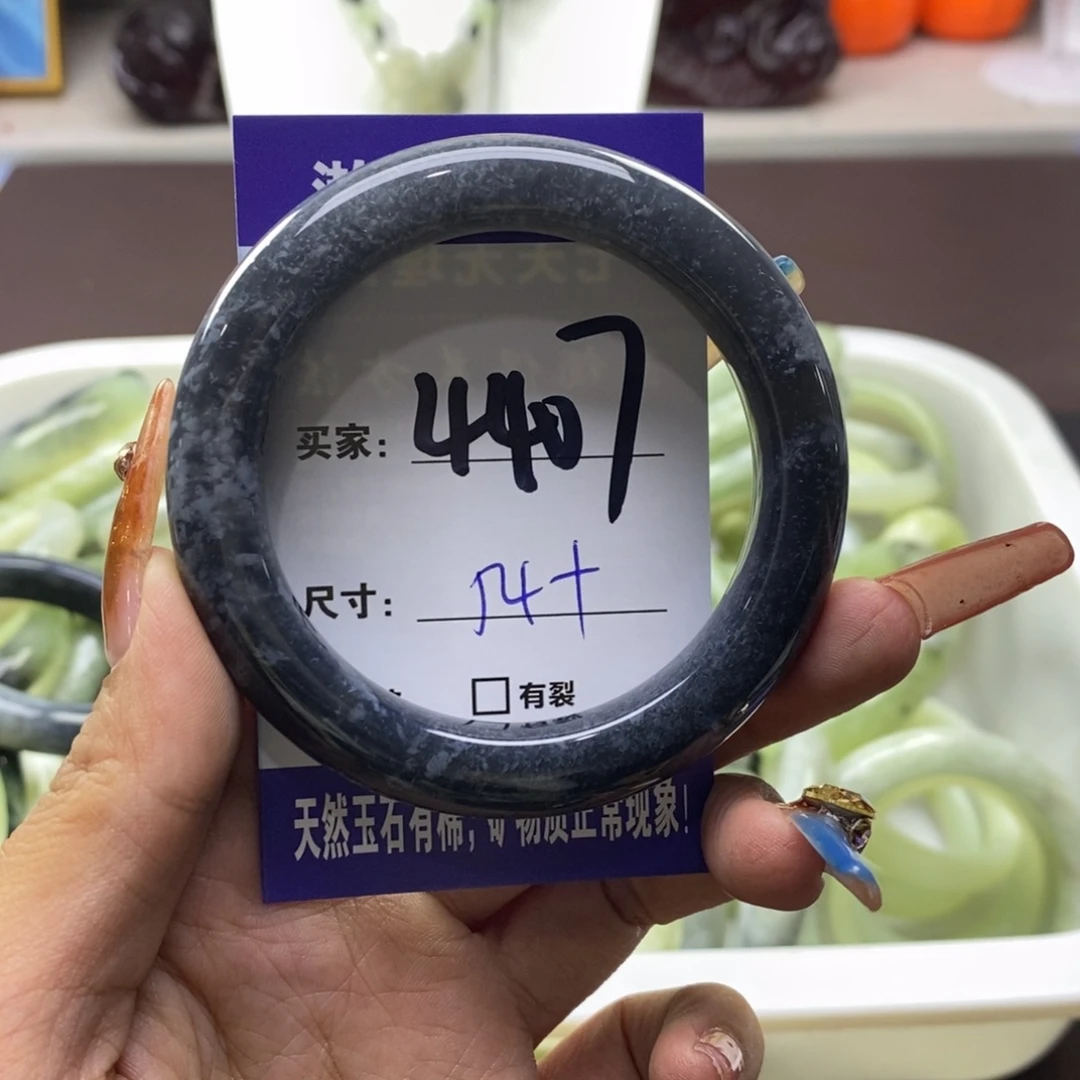 买家: 4407
尺寸: 54+
□有裂
天然玉石有棉,矿物质正常现象!